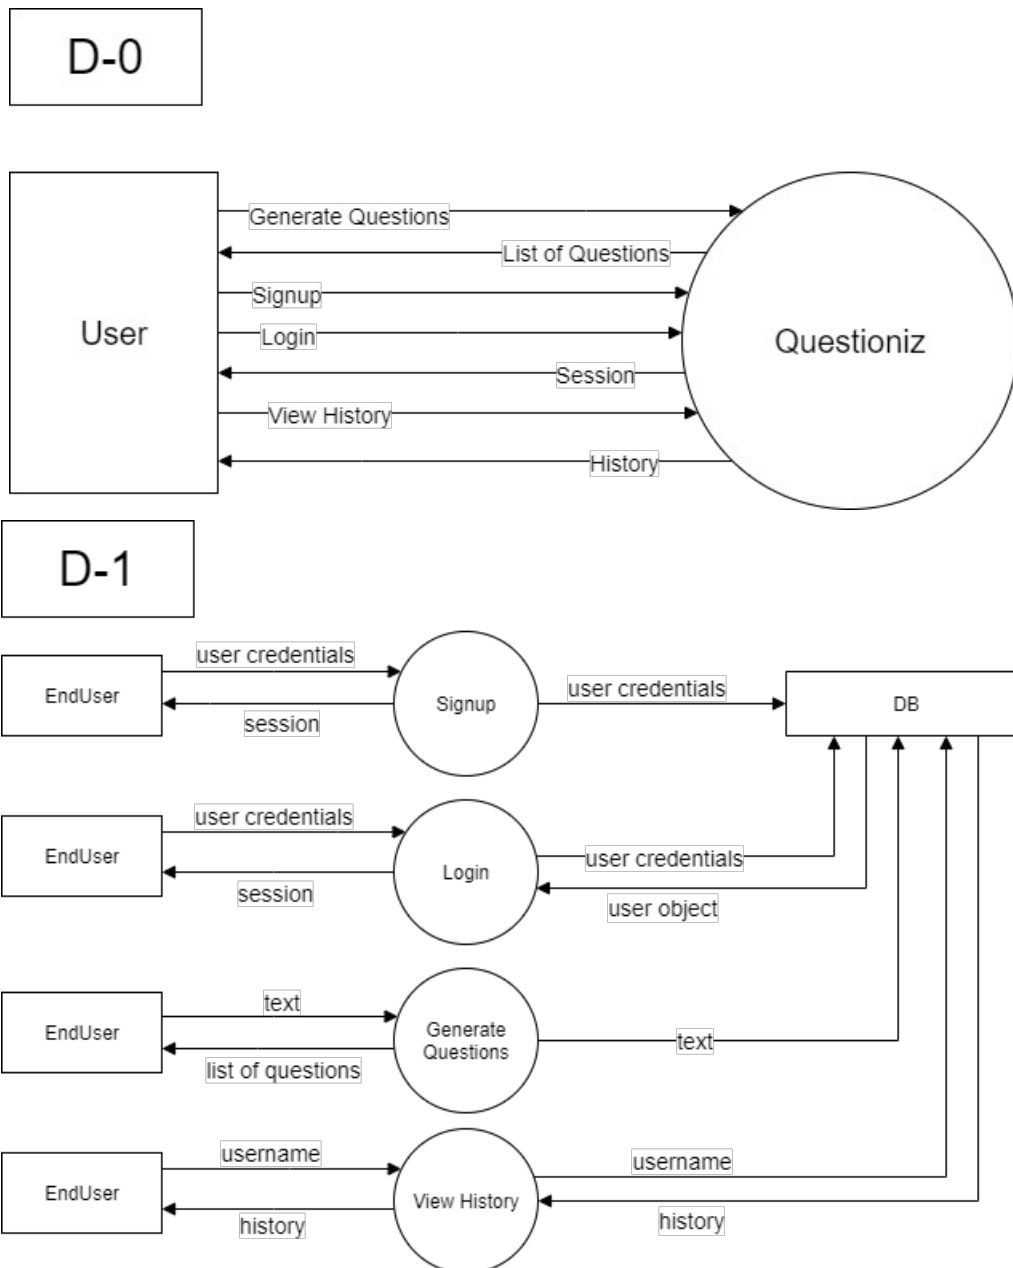 D-0
Generate Questions
List of Questions
Signup
User
Login
Questioniz
Session
View History
History
D-1
user credentials
EndUser
Signup
user credentials
DB
session
user credentials
EndUser
Login
user credentials
session
user object
text
EndUser
Generate
Questions
text
list of questions
username
username
EndUser
View History
history
history